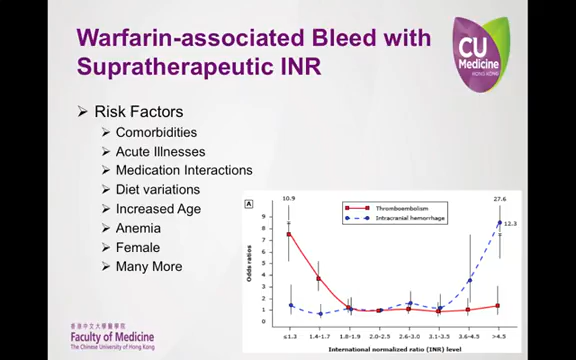 Warfarin-associated Bleed with
Supratherapeutic INR
CU
Medicine
HONG KONG
Risk Factors
Comorbidities
Acute Illnesses
Medication Interactions
Diet variations
Increased Age
Anemia
Female
Many More
A
10.9
27.6
12.3
Thromboembolism
Intracranial hemorrhage
Odds ratios
9
8
7
6
5
4
3
2
1
0
≤1.3
1.4-1.7
1.8-1.9
2.0-2.5
2.6-3.0
3.1-3.5
3.6-4.5
>4.5
International normalized ratio (INR) level
香港中文大學醫學院
Faculty of Medicine
The Chinese University of Hong Kong